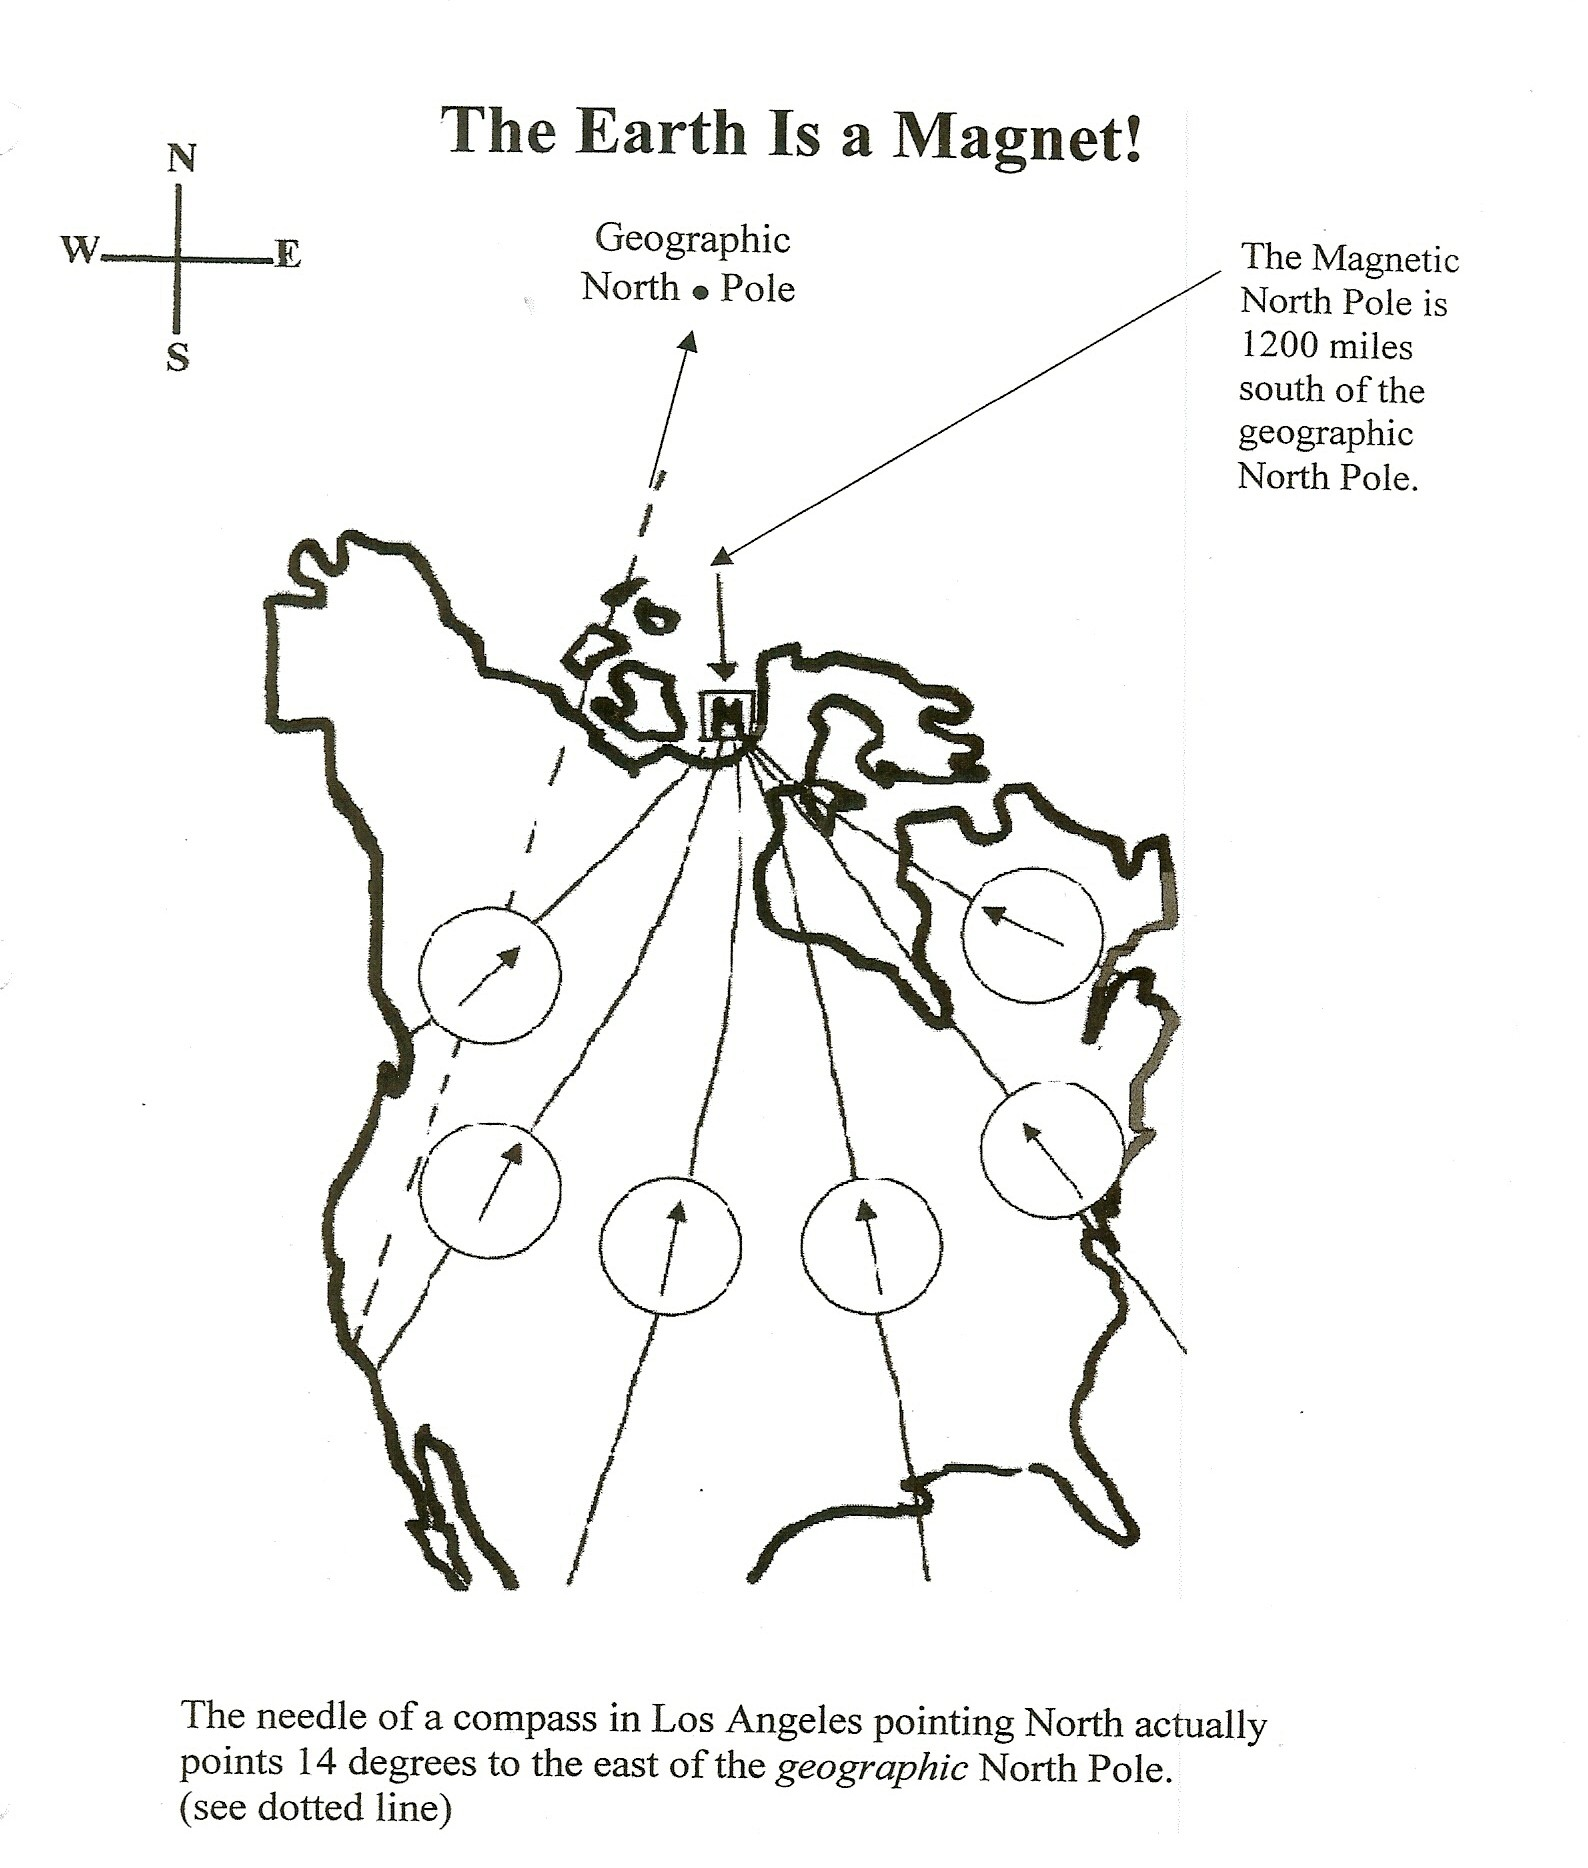 The Earth Is a Magnet!
N
W E
S
Geographic
North • Pole
The Magnetic
North Pole is
1200 miles
south of the
geographic
North Pole.
M
The needle of a compass in Los Angeles pointing North actually
points 14 degrees to the east of the geographic North Pole.
(see dotted line)